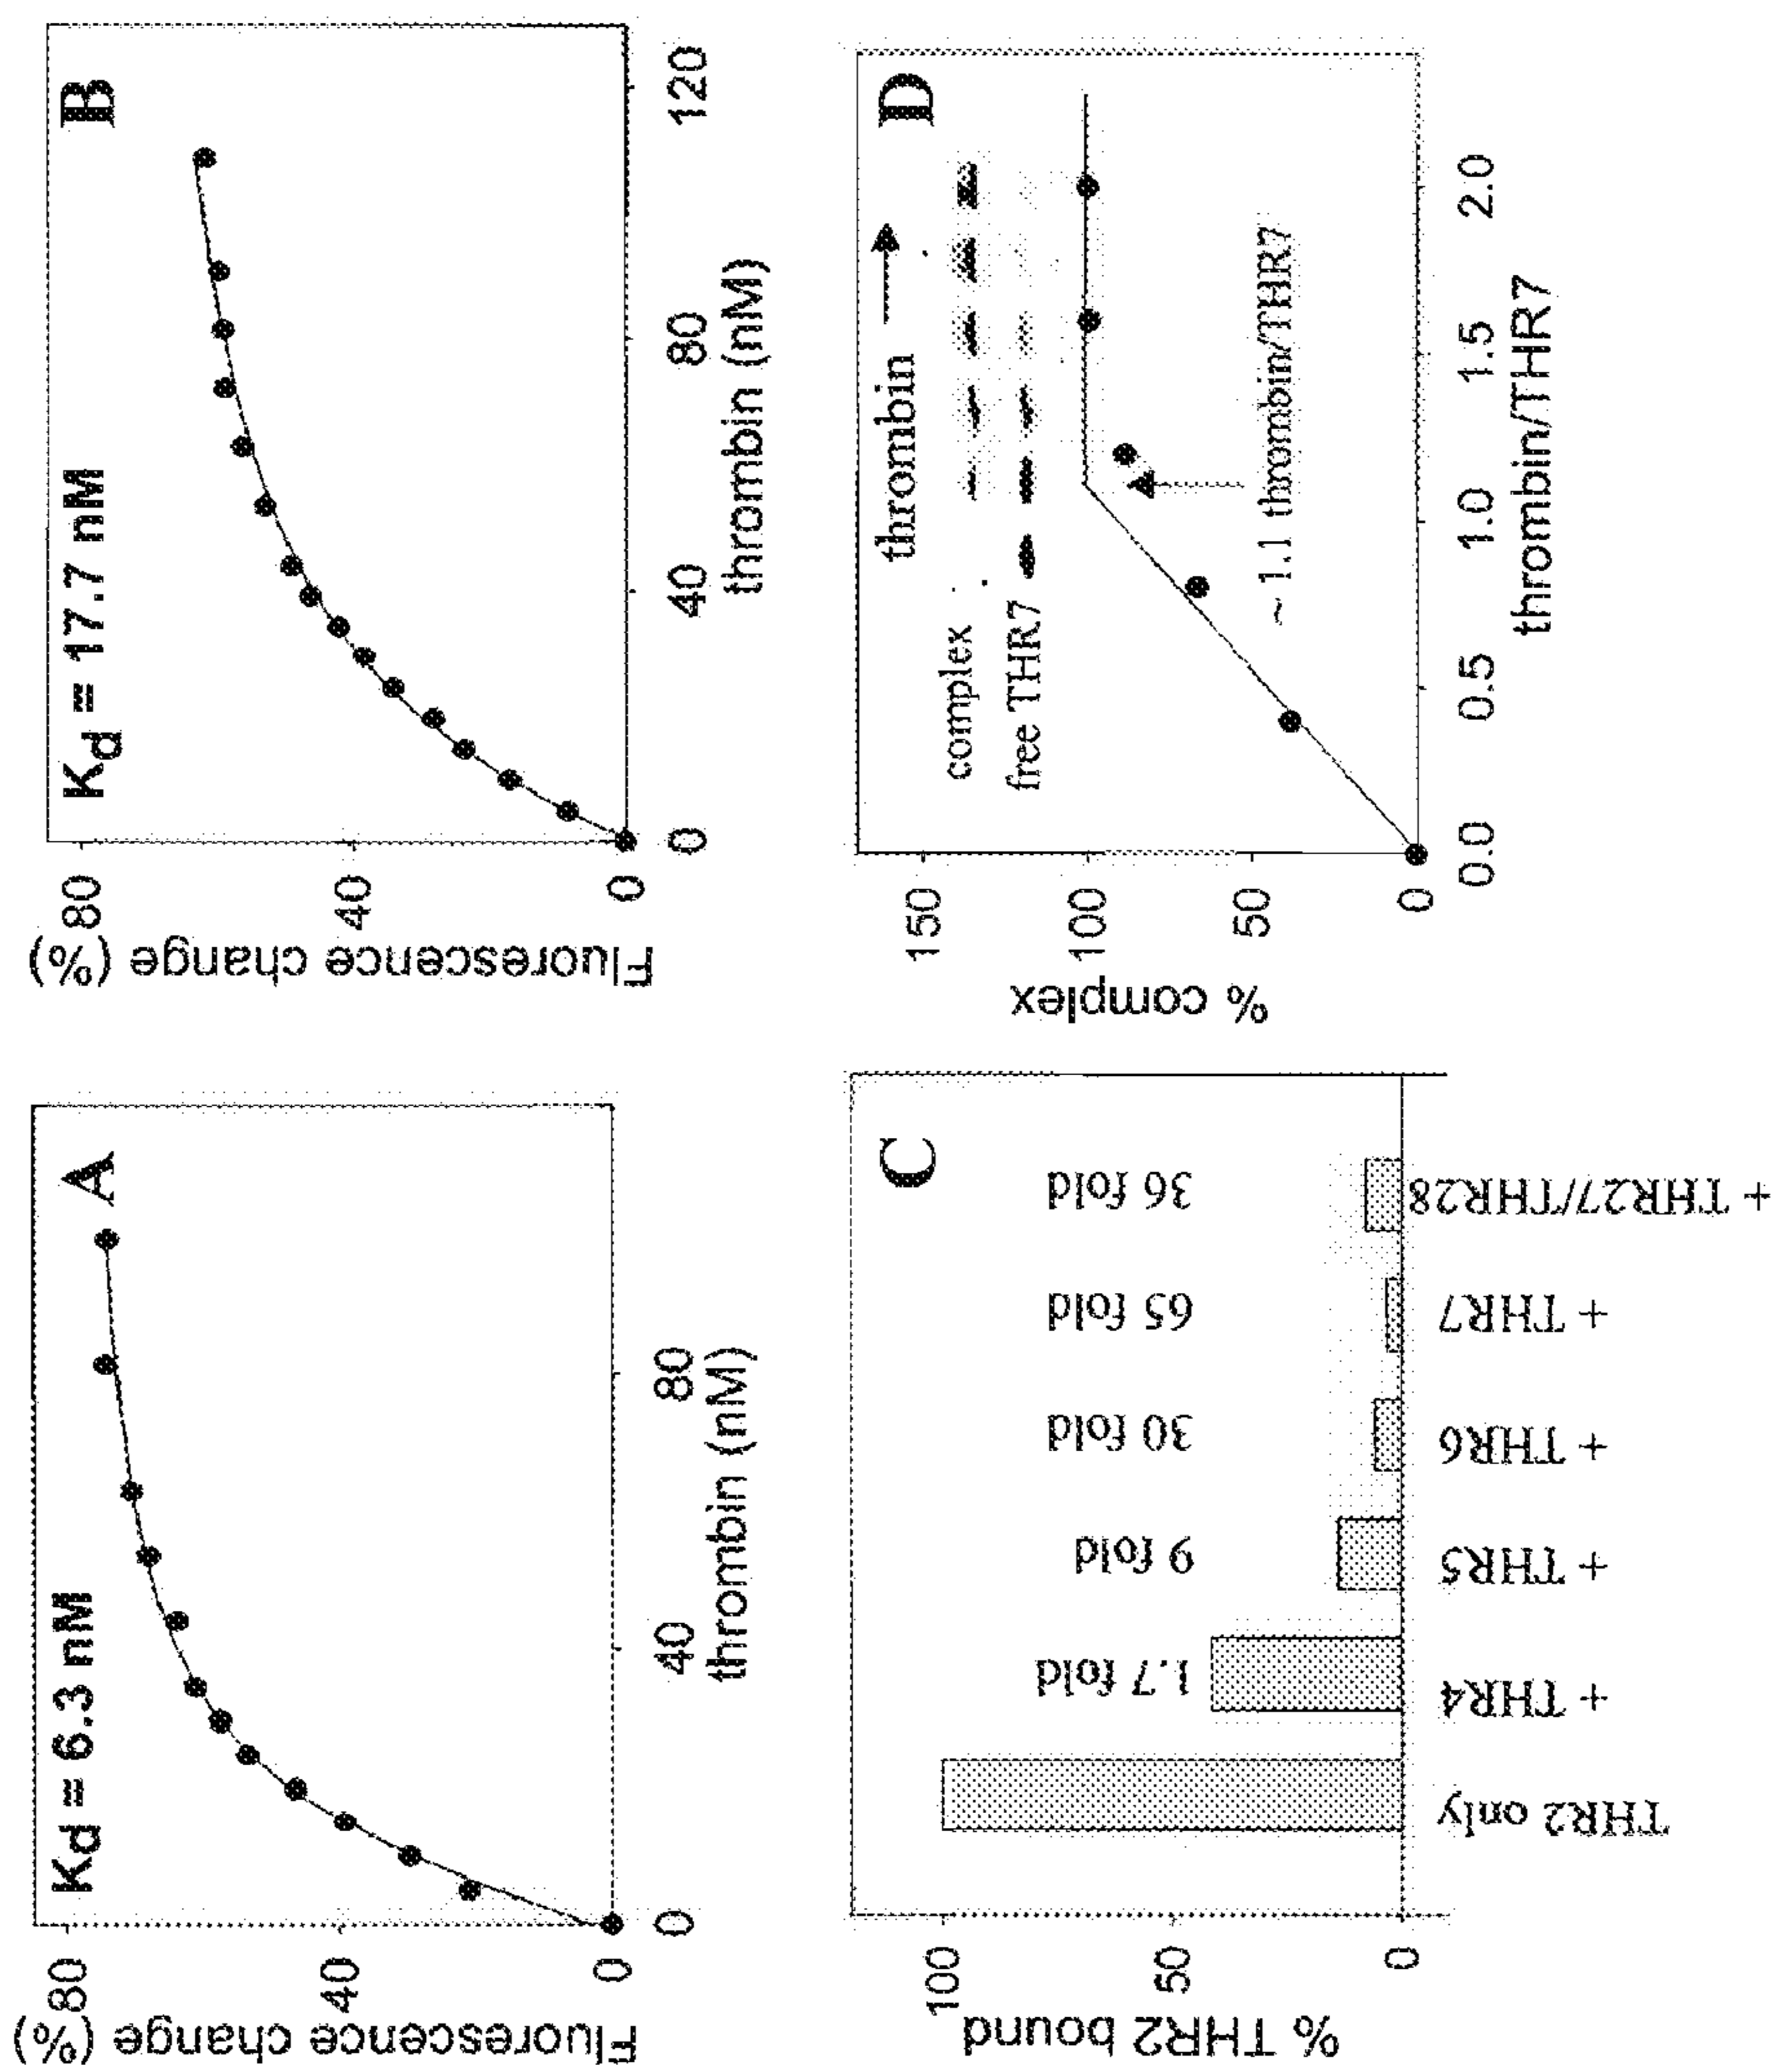 A
Kd = 6.3 nM
Fluorescence change (%)
80
40
0
0
40
80
thrombin (nM)
B
Kd = 17.7 nM
Fluorescence change (%)
80
40
0
0
40
80
120
thrombin (nM)
C
% THR2 bound
100
50
0
1.7 fold
9 fold
30 fold
65 fold
36 fold
THR2 only
+ THR4
+ THR5
+ THR6
+ THR7
+ THR27/THR28
D
thrombin
complex
free THR7
~ 1.1 thrombin/THR7
% complex
150
100
50
0
0.0
0.5
1.0
1.5
2.0
thrombin/THR7